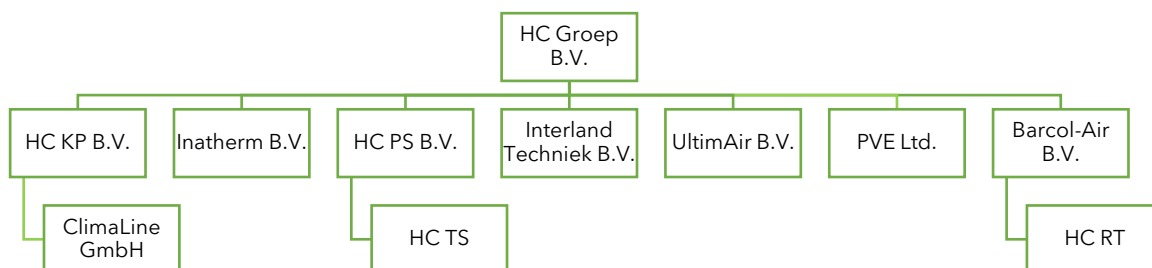 HC Groep
B.V.
HC KP B.V.
Inatherm B.V.
HC PS B.V.
Interland
Techniek B.V.
UltimAir B.V.
PVE Ltd.
Barcol-Air
B.V.
ClimaLine
GmbH
HC TS
HC RT